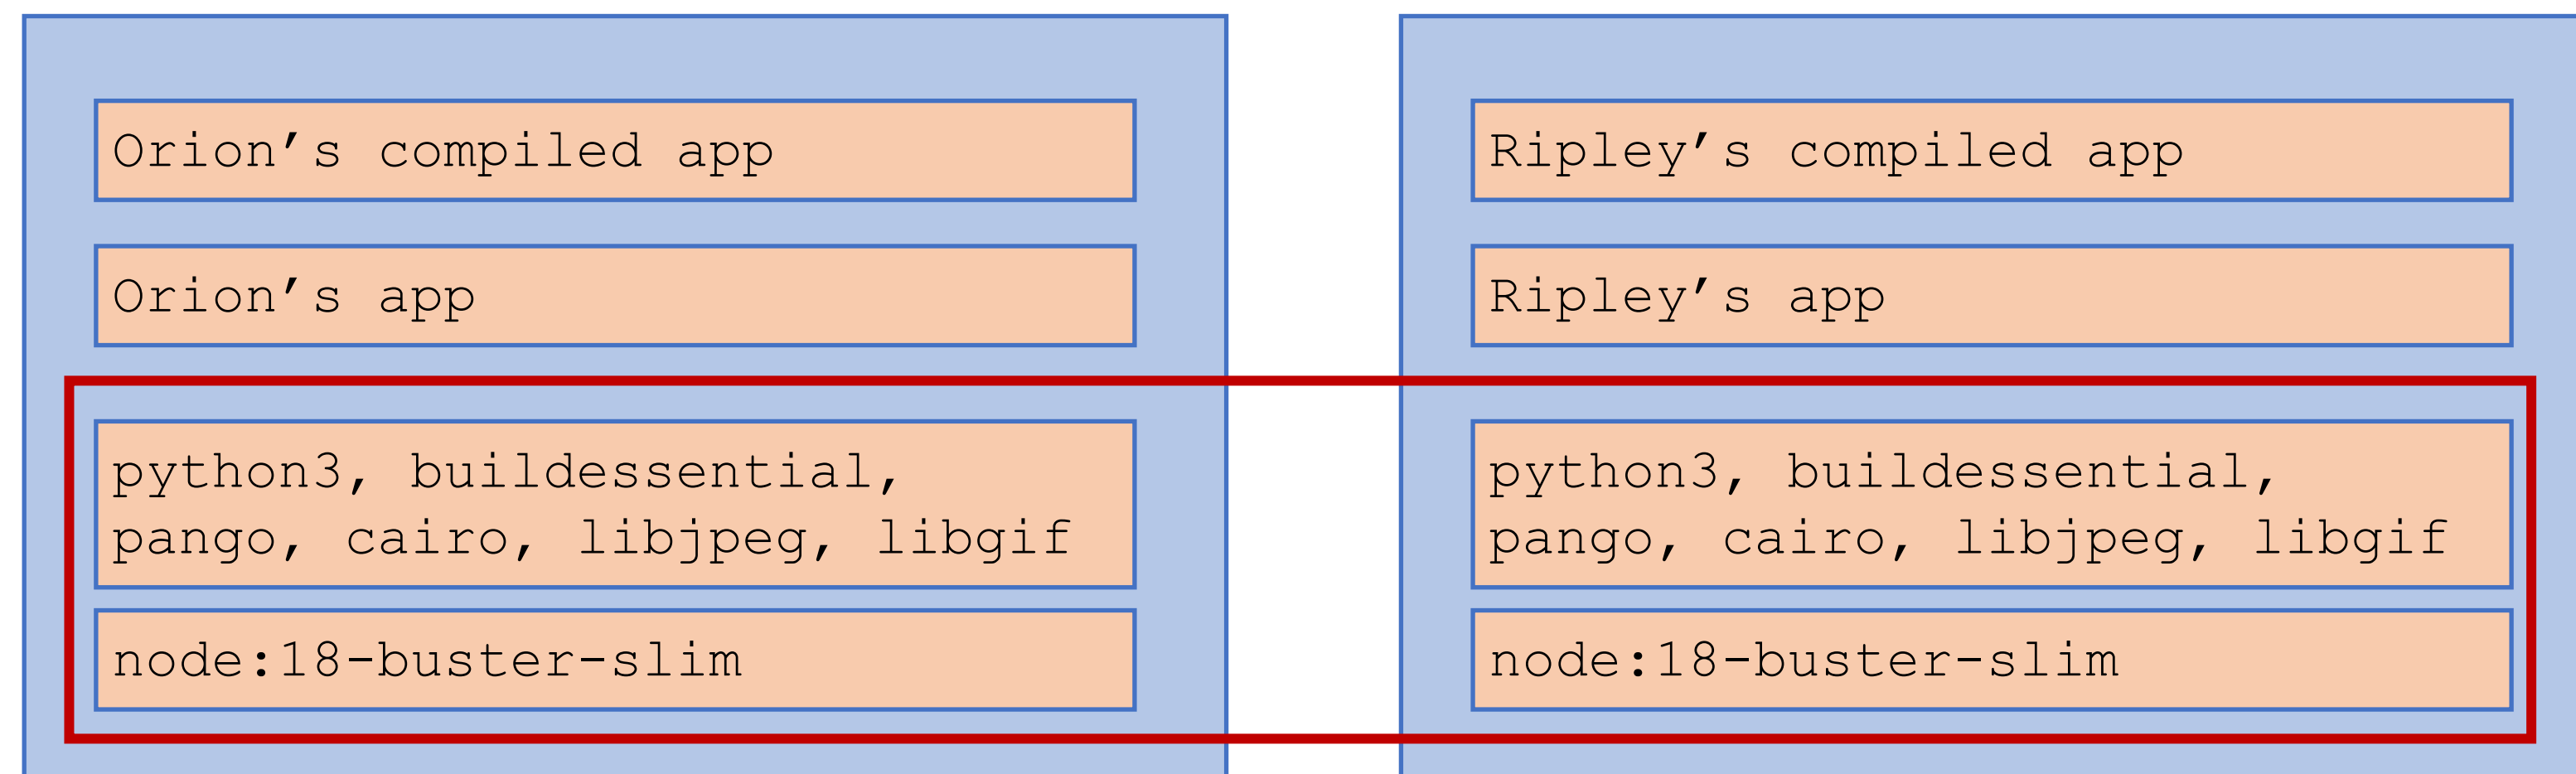 Orion’s compiled app
Orion’s app
python3, buildessential,
pango, cairo, libjpeg, libgif
node:18-buster-slim
Ripley’s compiled app
Ripley’s app
python3, buildessential,
pango, cairo, libjpeg, libgif
node:18-buster-slim